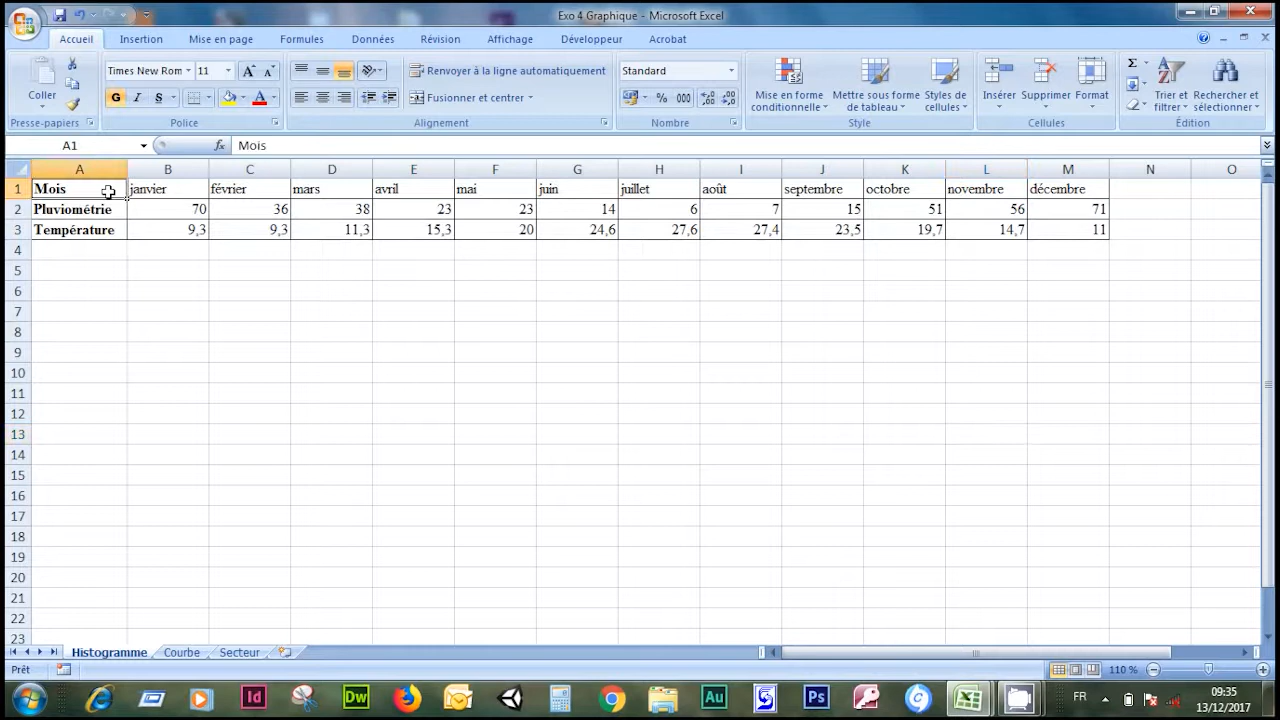 Exo 4 Graphique - Microsoft Excel
Accueil Insertion Mise en page Formules Données Révision Affichage Développeur Acrobat
Times New Rom 11 Renvoyer à la ligne automatiquement Standard
Coller G I S A Fusionner et centrer % 000 Mise en forme conditionnelle Mettre sous forme de tableau Styles de cellules Insérer Supprimer Format Trier et filtrer Rechercher et sélectionner
Presse-papiers Police Alignement Nombre Style Cellules Édition
A1 fx Mois
A B C D E F G H I J K L M N O
1 Mois janvier février mars avril mai juin juillet août septembre octobre novembre décembre
2 Pluviométrie 70 36 38 23 23 14 6 7 15 51 56 71
3 Température 9,3 9,3 11,3 15,3 20 24,6 27,6 27,4 23,5 19,7 14,7 11
4
5
6
7
8
9
10
11
12
13
14
15
16
17
18
19
20
21
22
23
Histogramme Courbe Secteur
Prêt 110 %
Id Dw Au Ps FR 09:35
13/12/2017